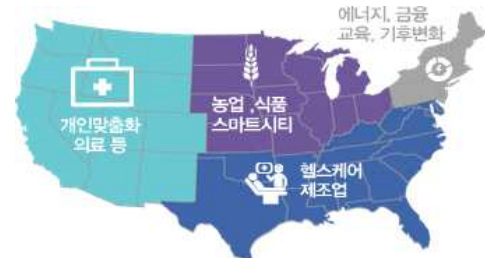 에너지, 금융
교육, 기후변화
농업 ,식품
스마트시티
개인맞춤화
의료 등
헬스케어
제조업